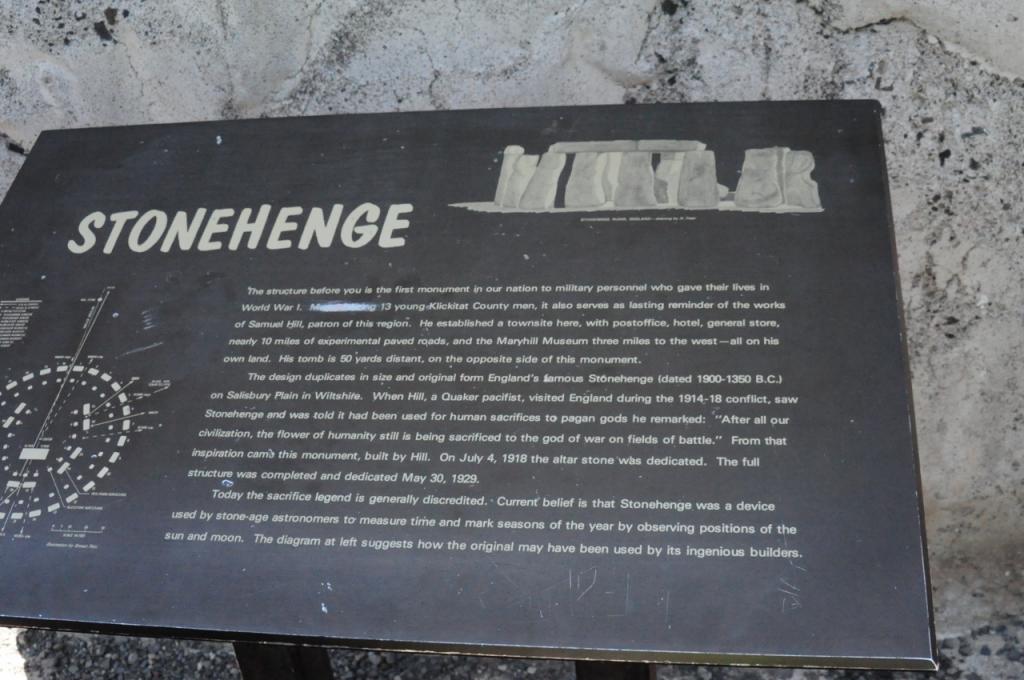 STONEHENGE
STONEHENGE RUINS, ENGLAND
The structure before you is the first monument in our nation to military personnel who gave their lives in
World War I. 13 young Klickitat County men, it also serves as lasting reminder of the works
of Samuel Hill, patron of this region. He established a townsite here, with postoffice, hotel, general store,
nearly 10 miles of experimental paved roads, and the Maryhill Museum three miles to the west—all on his
own land. His tomb is 50 yards distant, on the opposite side of this monument.
The design duplicates in size and original form England's famous Stonehenge (dated 1900-1350 B.C.)
on Salisbury Plain in Wiltshire. When Hill, a Quaker pacifist, visited England during the 1914-18 conflict, saw
Stonehenge and was told it had been used for human sacrifices to pagan gods he remarked: "After all our
civilization, the flower of humanity still is being sacrificed to the god of war on fields of battle." From that
inspiration came this monument, built by Hill. On July 4, 1918 the altar stone was dedicated. The full
structure was completed and dedicated May 30, 1929.
Today the sacrifice legend is generally discredited. Current belief is that Stonehenge was a device
used by stone-age astronomers to measure time and mark seasons of the year by observing positions of the
sun and moon. The diagram at left suggests how the original may have been used by its ingenious builders.